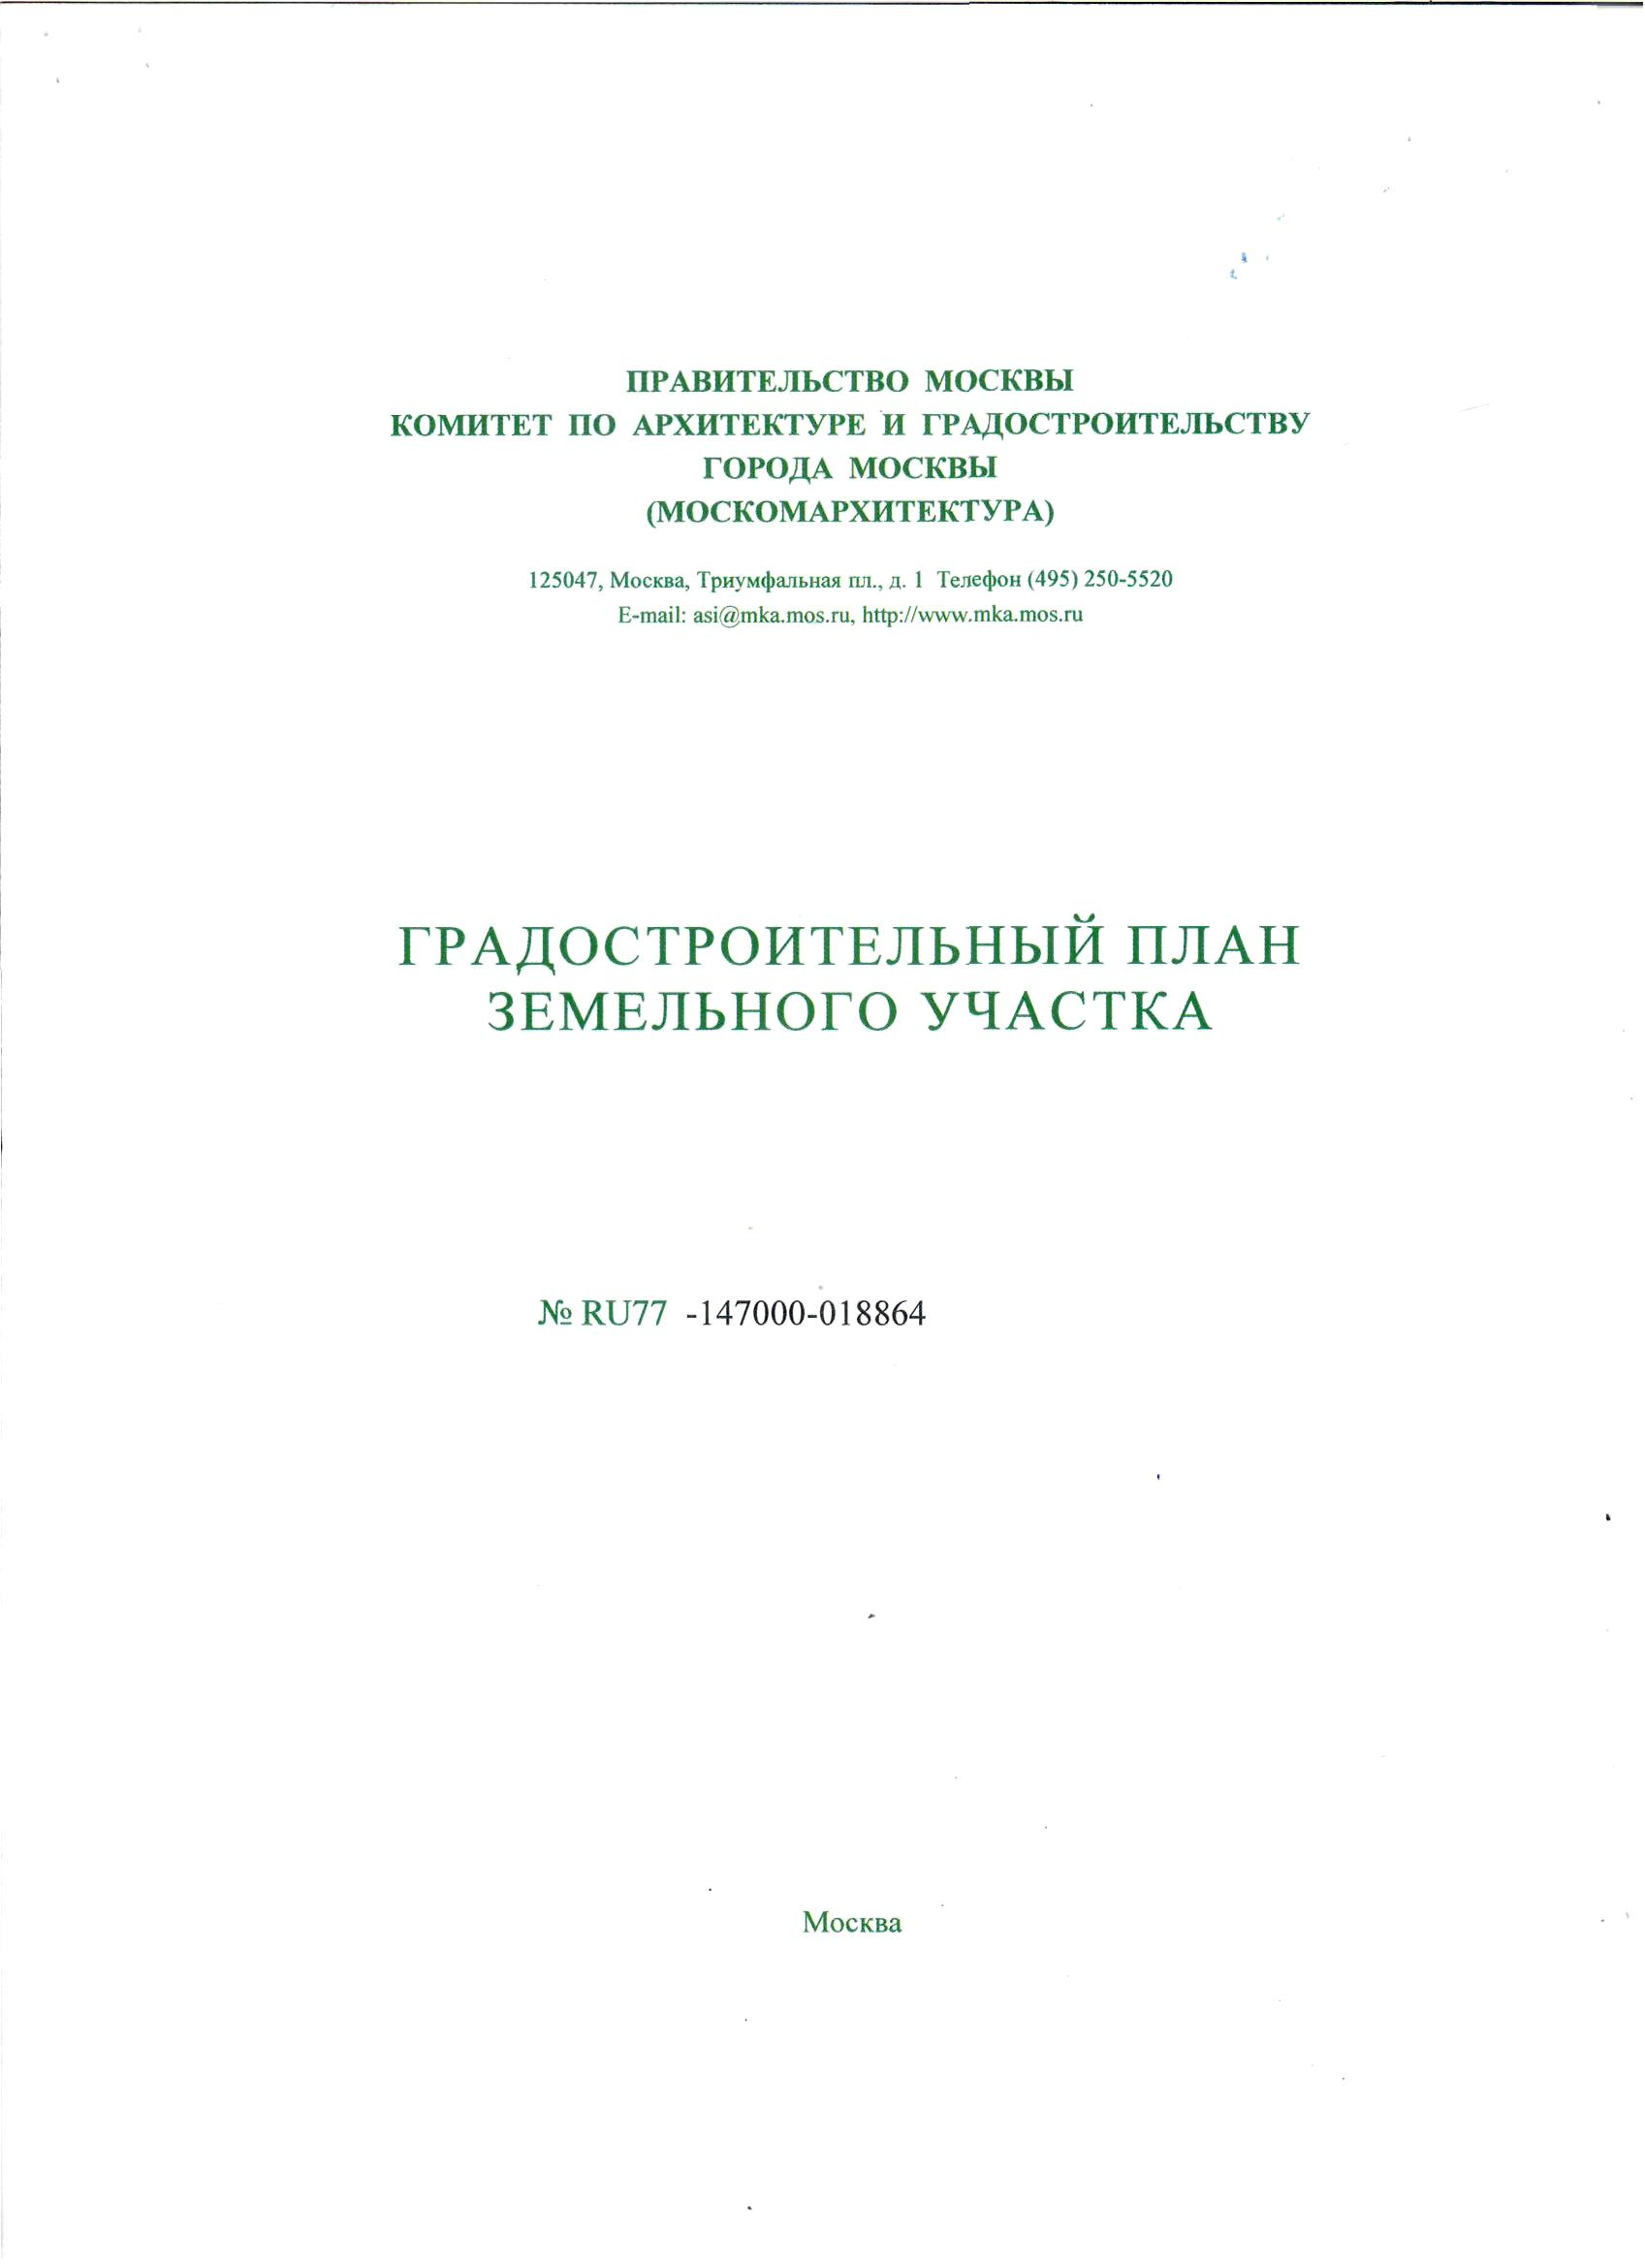 ПРАВИТЕЛЬСТВО МОСКВЫ
КОМИТЕТ ПО АРХИТЕКТУРЕ И ГРАДОСТРОИТЕЛЬСТВУ
ГОРОДА МОСКВЫ
(МОСКОМАРХИТЕКТУРА)
125047, Москва, Триумфальная пл., д. 1 Телефон (495) 250-5520
E-mail: asi@mka.mos.ru, http://www.mka.mos.ru
ГРАДОСТРОИТЕЛЬНЫЙ ПЛАН
ЗЕМЕЛЬНОГО УЧАСТКА
№ RU77 -147000-018864
Москва